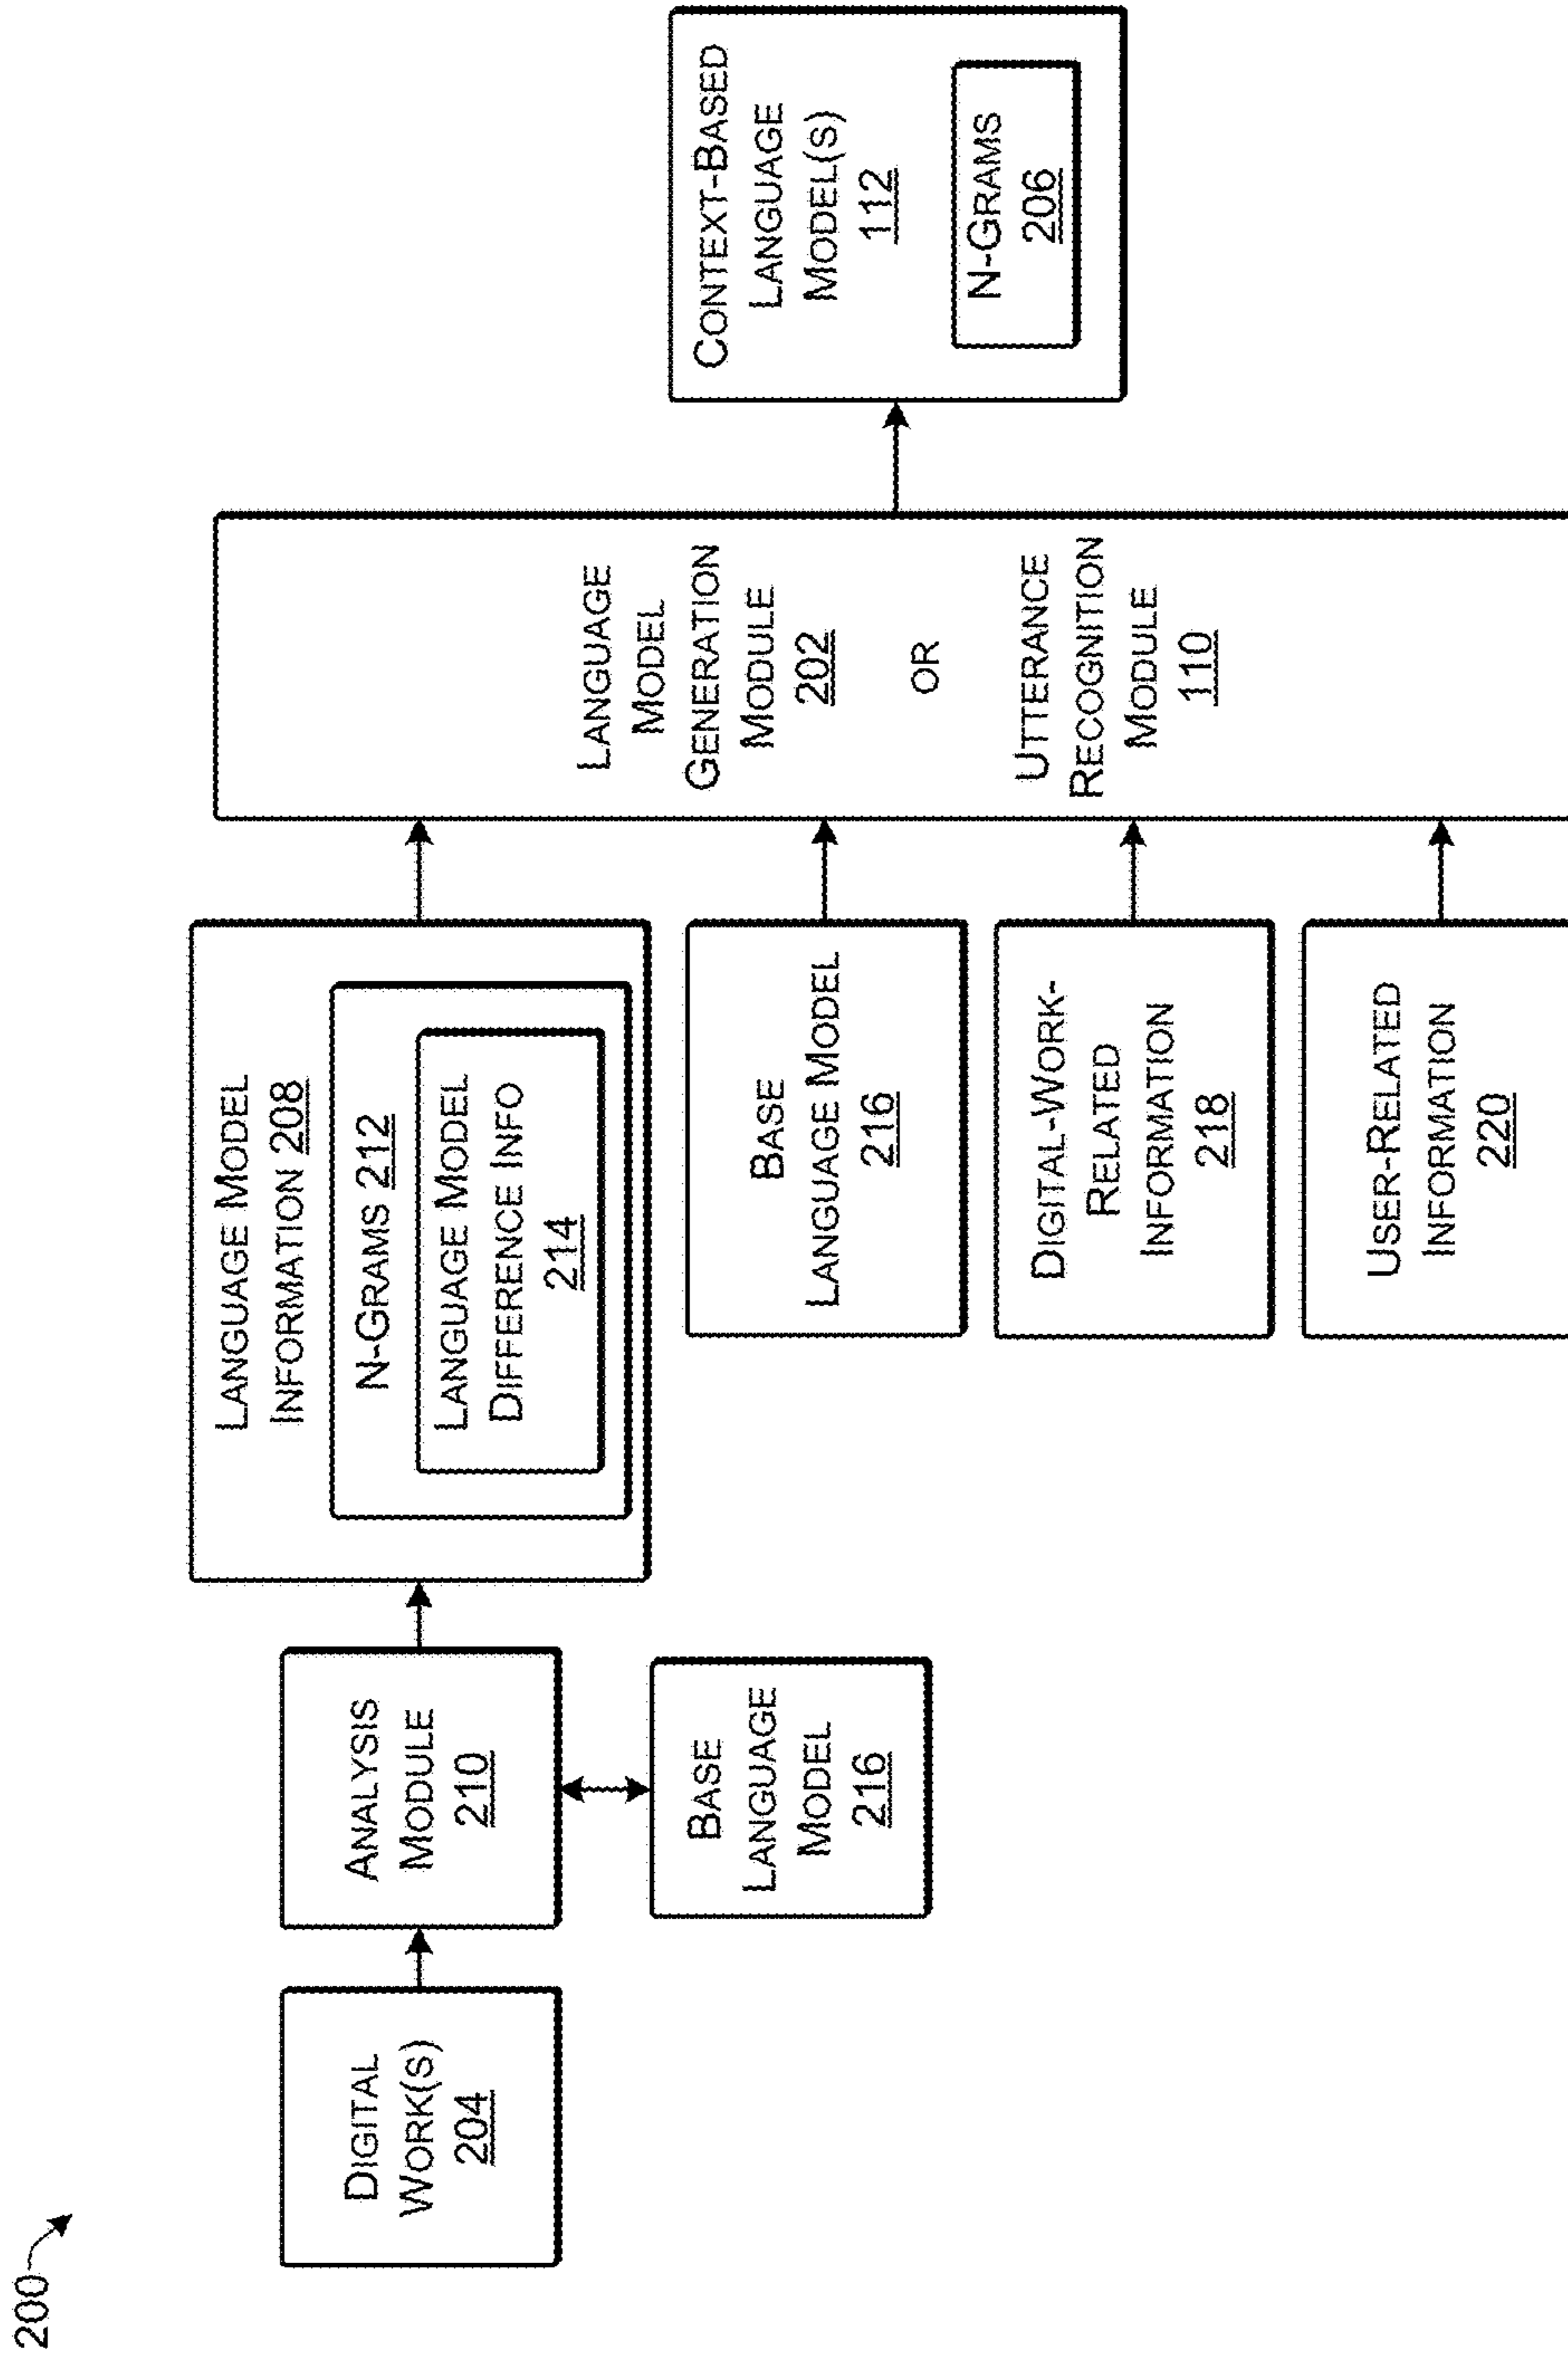 200
DIGITAL
WORK(S)
204
ANALYSIS
MODULE
210
BASE
LANGUAGE
MODEL
216
LANGUAGE MODEL
INFORMATION 208
N-GRAMS 212
LANGUAGE MODEL
DIFFERENCE INFO
214
BASE
LANGUAGE MODEL
216
DIGITAL-WORK-
RELATED
INFORMATION
218
USER-RELATED
INFORMATION
220
LANGUAGE
MODEL
GENERATION
MODULE
202
OR
UTTERANCE
RECOGNITION
MODULE
110
CONTEXT-BASED
LANGUAGE
MODEL(S)
112
N-GRAMS
206